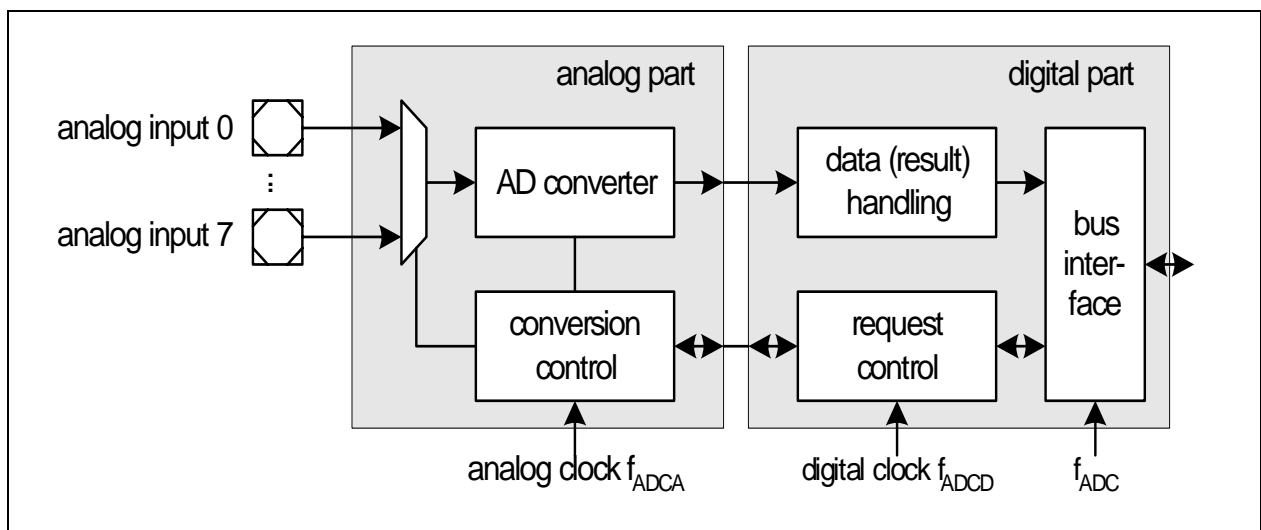 analog part
digital part
analog input 0
...
analog input 7
AD converter
data (result)
handling
bus
inter-
face
conversion
control
request
control
analog clock fADCA
digital clock fADCD
fADC